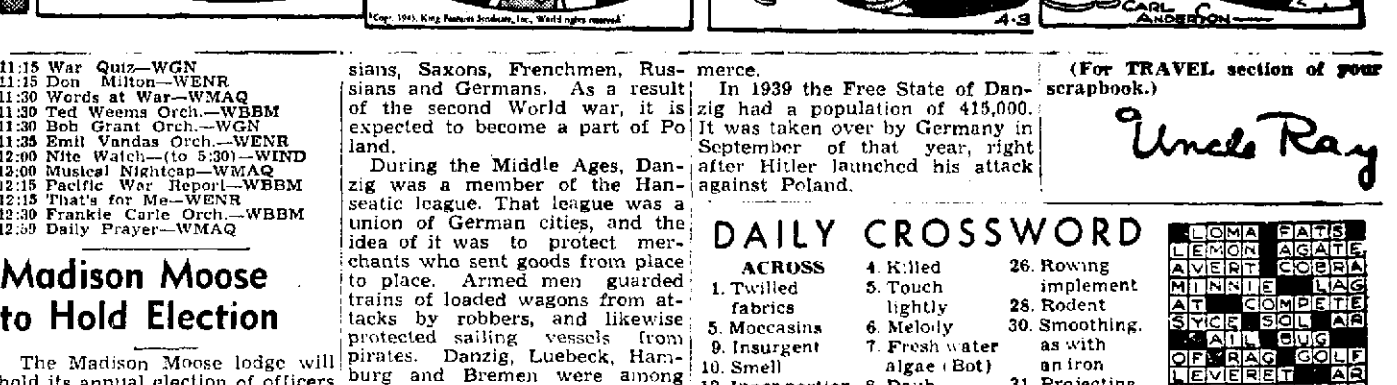 Copr. 1945, King Features Syndicate, Inc., World rights reserved
4-3
CARL
ANDERSON
11:15 War Quiz—WGN
11:15 Don Milton—WENR
11:30 Words at War—WMAQ
11:30 Ted Weems Orch.—WBBM
11:30 Bob Grant Orch.—WGN
11:35 Emil Vandas Orch.—WENR
12:00 Nite Watch—(to 5:30)—WIND
12:00 Musical Nightcap—WMAQ
12:15 Pacific War Report—WBBM
12:15 That's for Me—WENR
12:30 Frankie Carle Orch.—WBBM
12:59 Daily Prayer—WMAQ
Madison Moose
to Hold Election
The Madison Moose lodge will
hold its annual election of officers
sians, Saxons, Frenchmen, Rus-
sians and Germans. As a result
of the second World war, it is
expected to become a part of Po
land.
During the Middle Ages, Dan-
zig was a member of the Han-
seatic league. That league was a
union of German cities, and the
idea of it was to protect mer-
chants who sent goods from place
to place. Armed men guarded
trains of loaded wagons from at-
tacks by robbers, and likewise
protected sailing vessels from
pirates. Danzig, Luebeck, Ham-
burg and Bremen were among
merce.
In 1939 the Free State of Dan-
zig had a population of 415,000.
It was taken over by Germany in
September of that year, right
after Hitler launched his attack
against Poland.
(For TRAVEL section of your
scrapbook.)
Uncle Ray
DAILY CROSSWORD
ACROSS
1. Twilled
fabrics
5. Moccasins
9. Insurgent
10. Smell
4. Killed
5. Touch
lightly
6. Melody
7. Fresh water
algae (Bot)
8. Daub
26. Rowing
implement
28. Rodent
30. Smoothing,
as with
an iron
31. Projecting
LOMA FATS
LEMON AGATE
AVERT COBRA
MINNIE LAG
AT COMPETE
SYCE SOL AR
AIL BUG
OF RAG GOLF
LEVERET AR